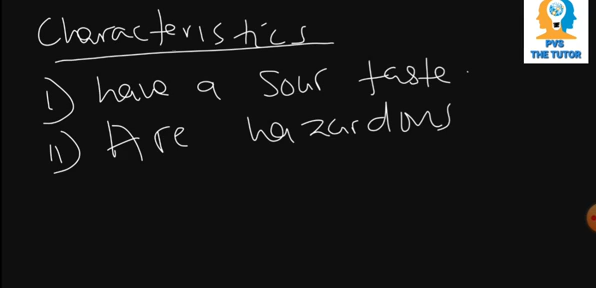 Characteristics
I) have a sour taste.
II) Are hazardous
PVS
THE TUTOR